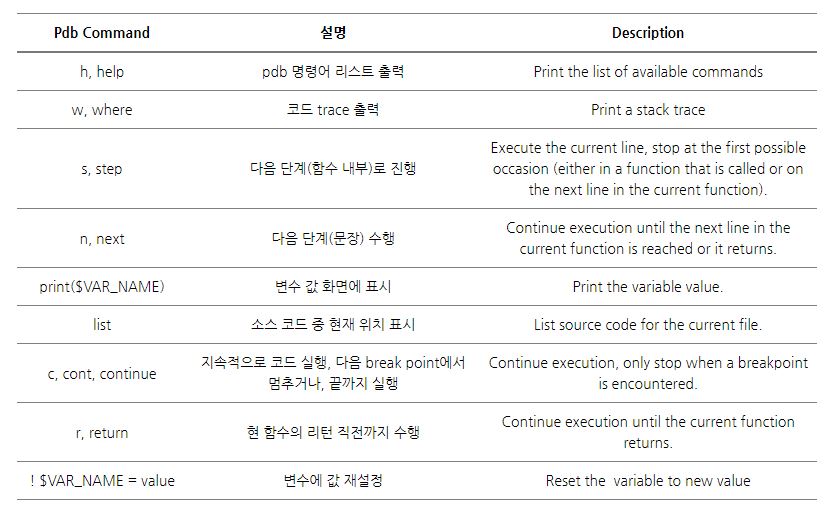 Pdb Command 설명 Description
h, help pdb 명령어 리스트 출력 Print the list of available commands
w, where 코드 trace 출력 Print a stack trace
s, step 다음 단계(함수 내부)로 진행 Execute the current line, stop at the first possible
occasion (either in a function that is called or on
the next line in the current function).
n, next 다음 단계(문장) 수행 Continue execution until the next line in the
current function is reached or it returns.
print($VAR_NAME) 변수 값 화면에 표시 Print the variable value.
list 소스 코드 중 현재 위치 표시 List source code for the current file.
c, cont, continue 지속적으로 코드 실행, 다음 break point에서
멈추거나, 끝까지 실행 Continue execution, only stop when a breakpoint
is encountered.
r, return 현 함수의 리턴 직전까지 수행 Continue execution until the current function
returns.
! $VAR_NAME = value 변수에 값 재설정 Reset the variable to new value